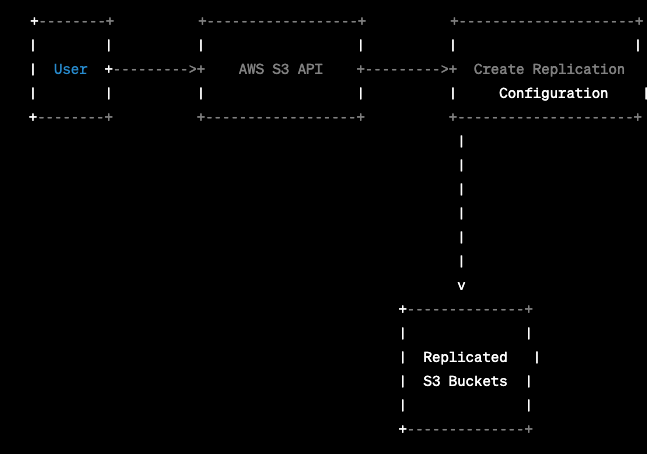 +--------+          +------------------+          +---------------------+
|        |          |                  |          |                     |
|  User  +--------->+    AWS S3 API    +--------->+  Create Replication
|        |          |                  |          |     Configuration    |
+--------+          +------------------+          +---------------------+
                                                   |
                                                   |
                                                   |
                                                   |
                                                   |
                                                   |
                                                   v
                                            +--------------+
                                            |              |
                                            |  Replicated   |
                                            |  S3 Buckets  |
                                            |              |
                                            +--------------+